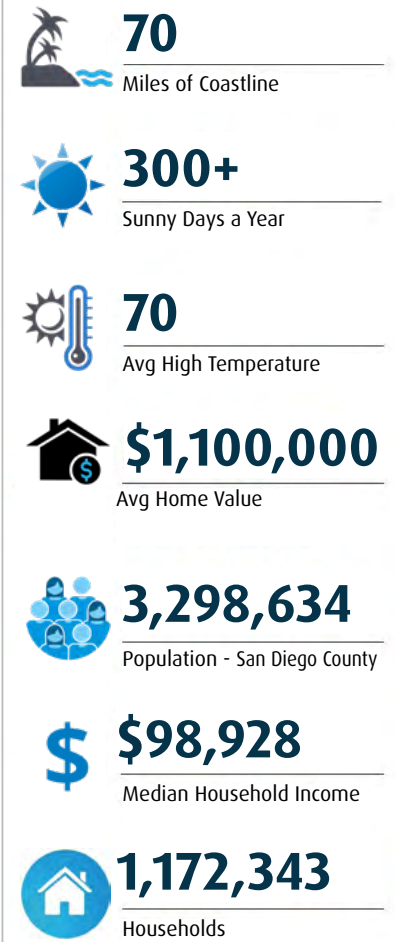 70
Miles of Coastline
300+
Sunny Days a Year
70
Avg High Temperature
$
$1,100,000
Avg Home Value
3,298,634
Population - San Diego County
$
$98,928
Median Household Income
1,172,343
Households